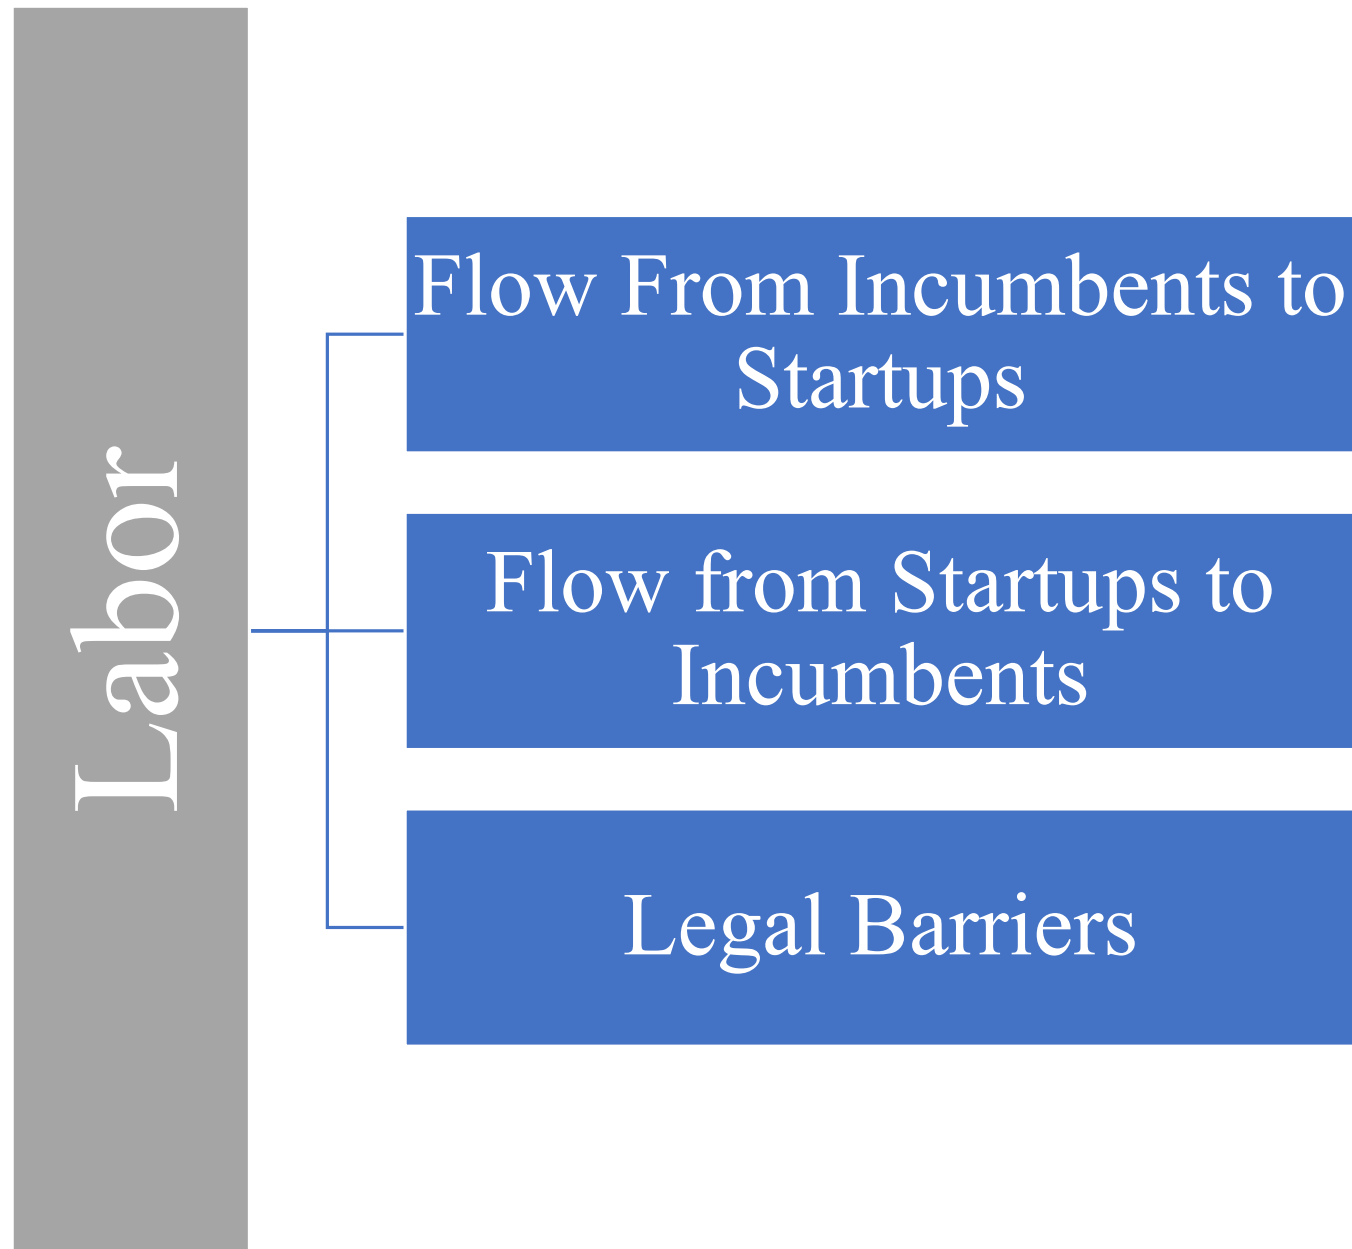 Labor
Flow From Incumbents to
Startups
Flow from Startups to
Incumbents
Legal Barriers